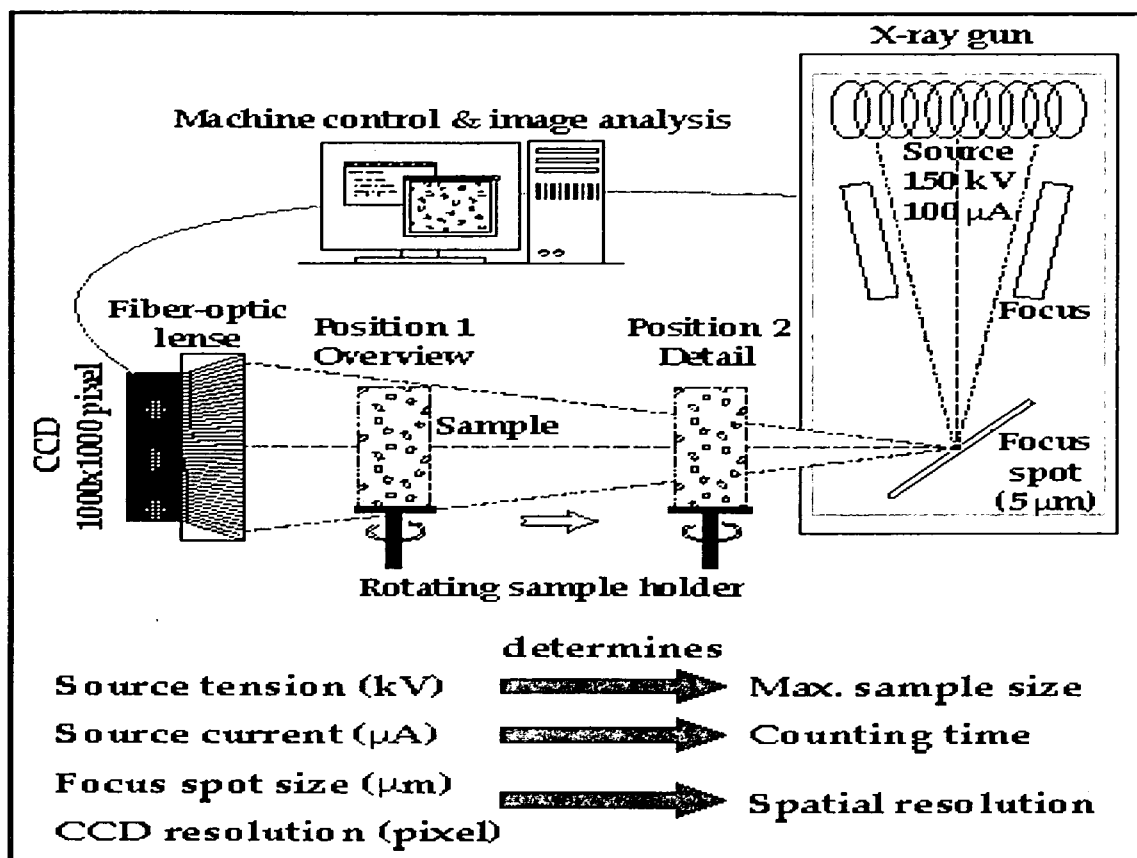 X-ray gun
Machine control & image analysis
Source
150 kV
100 µA
Focus
Fiber-optic
lense
Position 1
Overview
Position 2
Detail
CCD
1000x1000 pixel
Sample
Focus
spot
(5 µm)
Rotating sample holder
determines
Source tension (kV)
Max. sample size
Source current (µA)
Counting time
Focus spot size (µm)
Spatial resolution
CCD resolution (pixel)